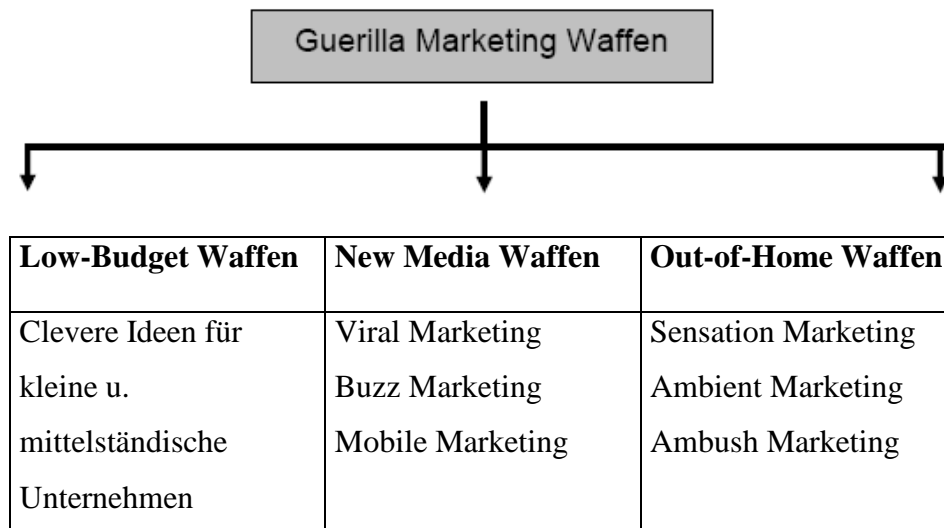 Guerilla Marketing Waffen
Low-Budget Waffen
New Media Waffen
Out-of-Home Waffen
Clevere Ideen für
kleine u.
mittelständische
Unternehmen
Viral Marketing
Buzz Marketing
Mobile Marketing
Sensation Marketing
Ambient Marketing
Ambush Marketing